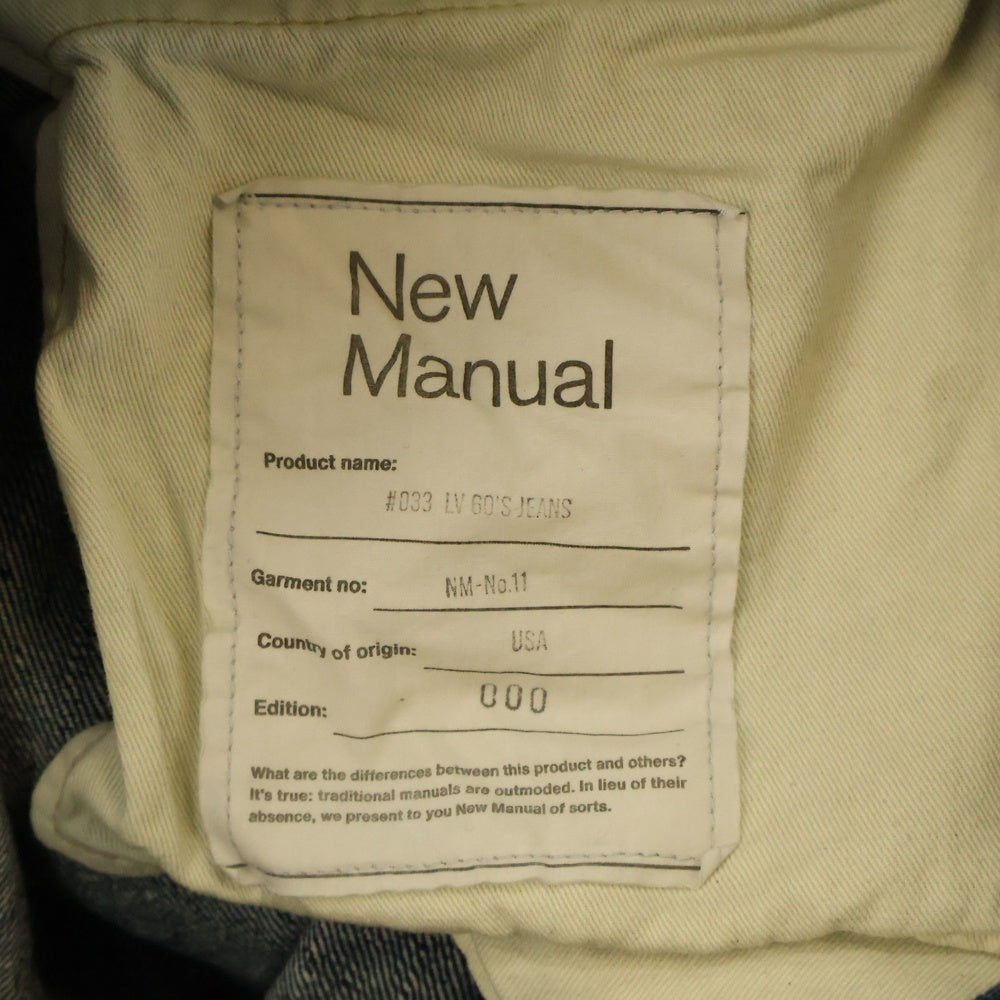 New
Manual
Product name:
#033 LV 60'S JEANS
Garment no: NM-No.11
Country of origin: USA
Edition: 000
What are the differences between this product and others?
It's true: traditional manuals are outmoded. In lieu of their
absence, we present to you New Manual of sorts.